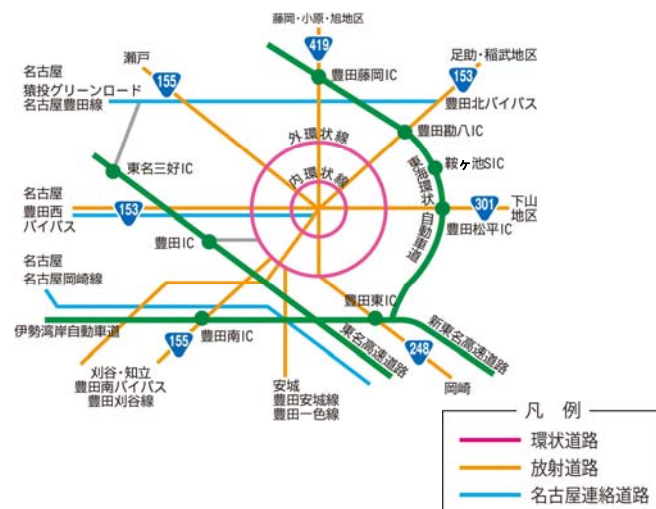 藤岡・小原・旭地区
419
瀬戸
155
足助・稲武地区
153
名古屋
猿投グリーンロード
名古屋豊田線
豊田藤岡IC
豊田北バイパス
豊田勘八IC
外環状線
内環状線
鞍ヶ池SIC
東名三好IC
東海環状自動車道
名古屋
豊田西
バイパス
153
301
下山
地区
豊田松平IC
豊田IC
名古屋
名古屋岡崎線
伊勢湾岸自動車道
豊田東IC
豊田南IC
155
東名高速道路
新東名高速道路
248
刈谷・知立
豊田南バイパス
豊田刈谷線
安城
豊田安城線
豊田一色線
岡崎
凡 例
環状道路
放射道路
名古屋連絡道路